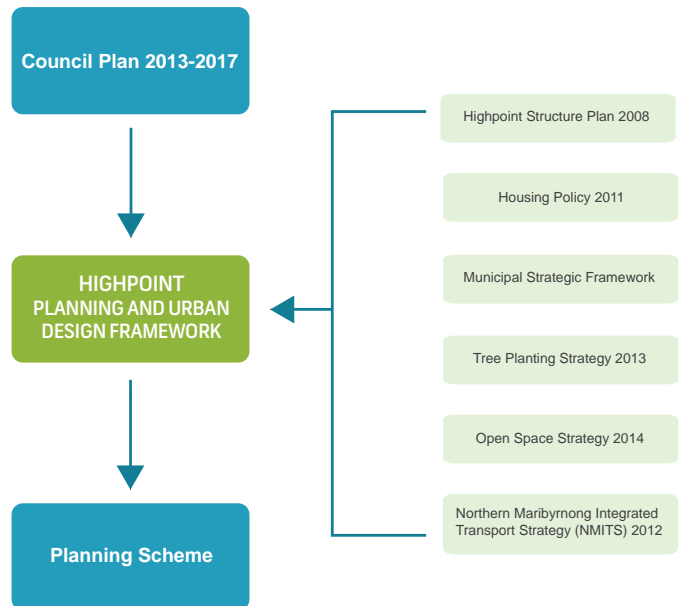 Council Plan 2013-2017
HIGHPOINT
PLANNING AND URBAN
DESIGN FRAMEWORK
Planning Scheme
Highpoint Structure Plan 2008
Housing Policy 2011
Municipal Strategic Framework
Tree Planting Strategy 2013
Open Space Strategy 2014
Northern Maribyrnong Integrated
Transport Strategy (NMITS) 2012